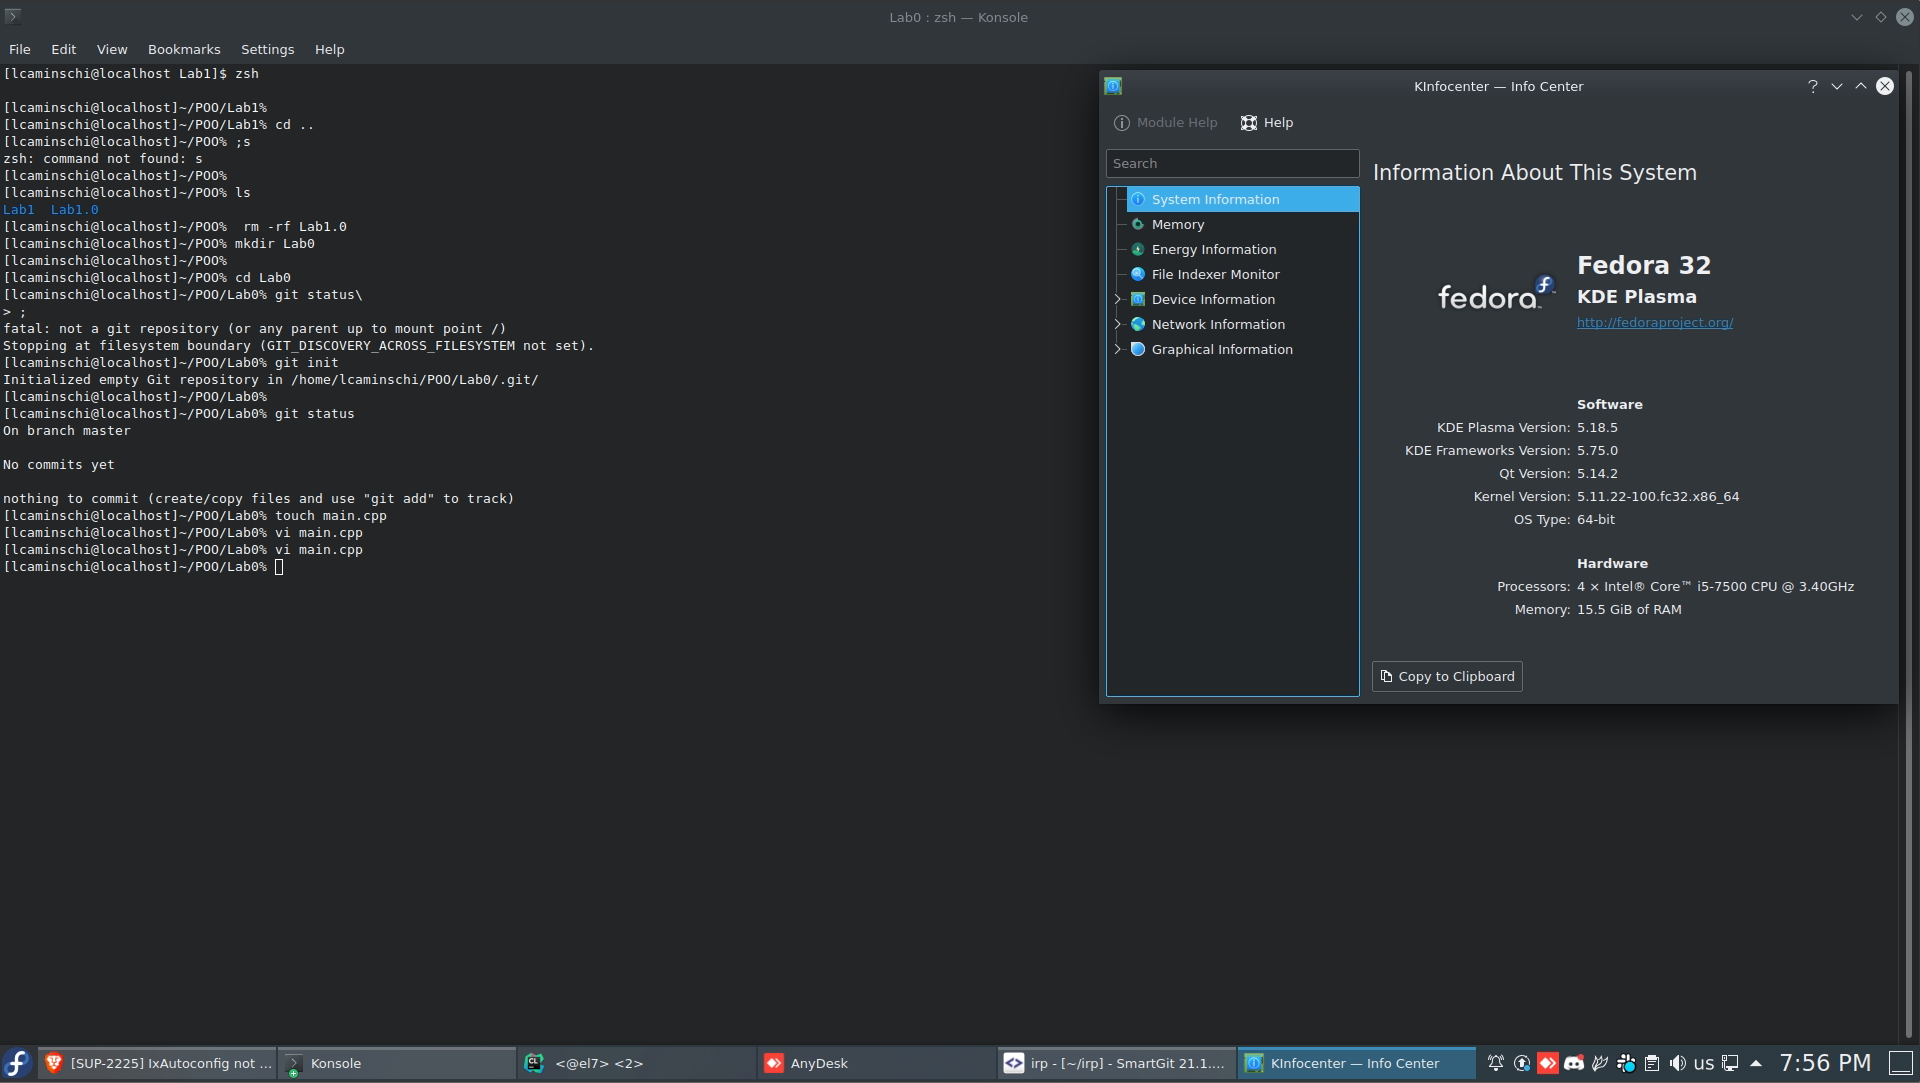 Lab0 : zsh — Konsole
File Edit View Bookmarks Settings Help
[lcaminschi@localhost Lab1]$ zsh
[lcaminschi@localhost]~/POO/Lab1%
[lcaminschi@localhost]~/POO/Lab1% cd ..
[lcaminschi@localhost]~/POO% ;s
zsh: command not found: s
[lcaminschi@localhost]~/POO%
[lcaminschi@localhost]~/POO% ls
Lab1  Lab1.0
[lcaminschi@localhost]~/POO%  rm -rf Lab1.0
[lcaminschi@localhost]~/POO% mkdir Lab0
[lcaminschi@localhost]~/POO%
[lcaminschi@localhost]~/POO% cd Lab0
[lcaminschi@localhost]~/POO/Lab0% git status\
> ;
fatal: not a git repository (or any parent up to mount point /)
Stopping at filesystem boundary (GIT_DISCOVERY_ACROSS_FILESYSTEM not set).
[lcaminschi@localhost]~/POO/Lab0% git init
Initialized empty Git repository in /home/lcaminschi/POO/Lab0/.git/
[lcaminschi@localhost]~/POO/Lab0%
[lcaminschi@localhost]~/POO/Lab0% git status
On branch master
No commits yet
nothing to commit (create/copy files and use "git add" to track)
[lcaminschi@localhost]~/POO/Lab0% touch main.cpp
[lcaminschi@localhost]~/POO/Lab0% vi main.cpp
[lcaminschi@localhost]~/POO/Lab0% vi main.cpp
[lcaminschi@localhost]~/POO/Lab0%
KInfocenter — Info Center
Module Help Help
Search
System Information
Memory
Energy Information
File Indexer Monitor
Device Information
Network Information
Graphical Information
Information About This System
fedora
Fedora 32
KDE Plasma
http://fedoraproject.org/
Software
KDE Plasma Version: 5.18.5
KDE Frameworks Version: 5.75.0
Qt Version: 5.14.2
Kernel Version: 5.11.22-100.fc32.x86_64
OS Type: 64-bit
Hardware
Processors: 4 × Intel® Core™ i5-7500 CPU @ 3.40GHz
Memory: 15.5 GiB of RAM
Copy to Clipboard
[SUP-2225] IxAutoconfig not ...
Konsole
CL
<@el7> <2>
AnyDesk
irp - [~/irp] - SmartGit 21.1....
KInfocenter — Info Center
us
7:56 PM